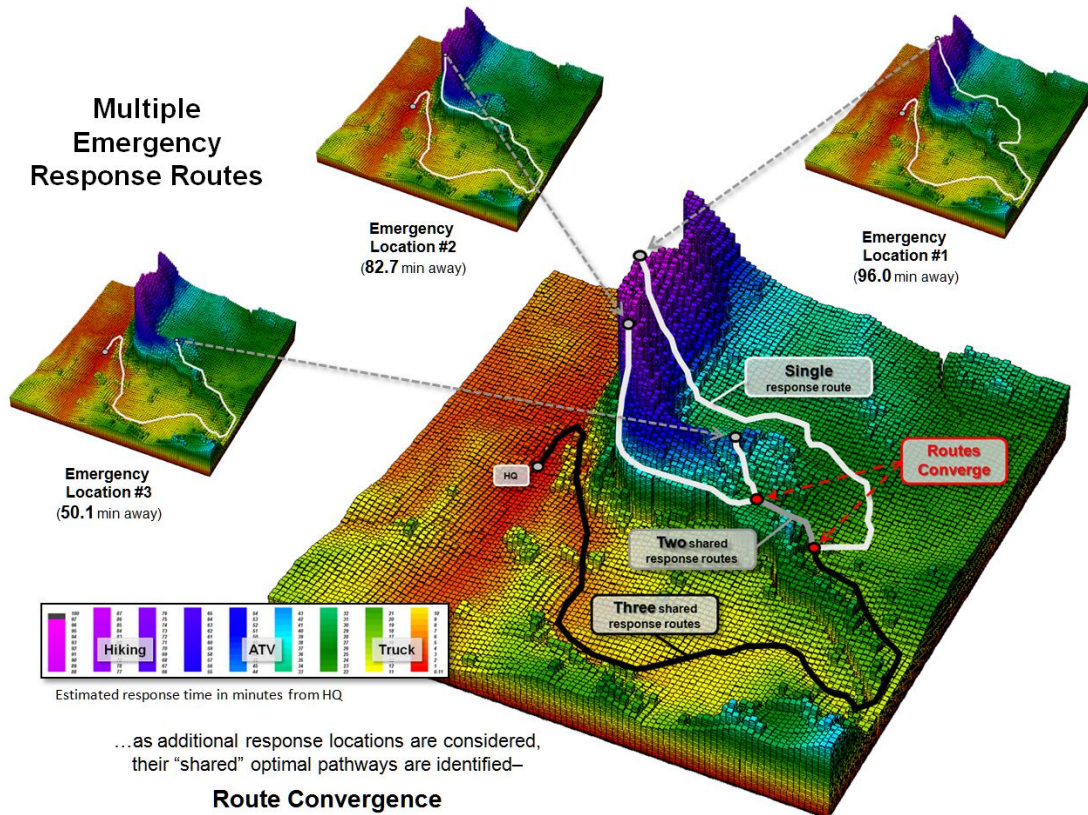 Multiple
Emergency
Response Routes
Emergency
Location #2
(82.7 min away)
Emergency
Location #1
(96.0 min away)
Emergency
Location #3
(50.1 min away)
Single
response route
Routes
Converge
HQ
Two shared
response routes
Three shared
response routes
Hiking
ATV
Truck
Estimated response time in minutes from HQ
…as additional response locations are considered,
their “shared” optimal pathways are identified–
Route Convergence